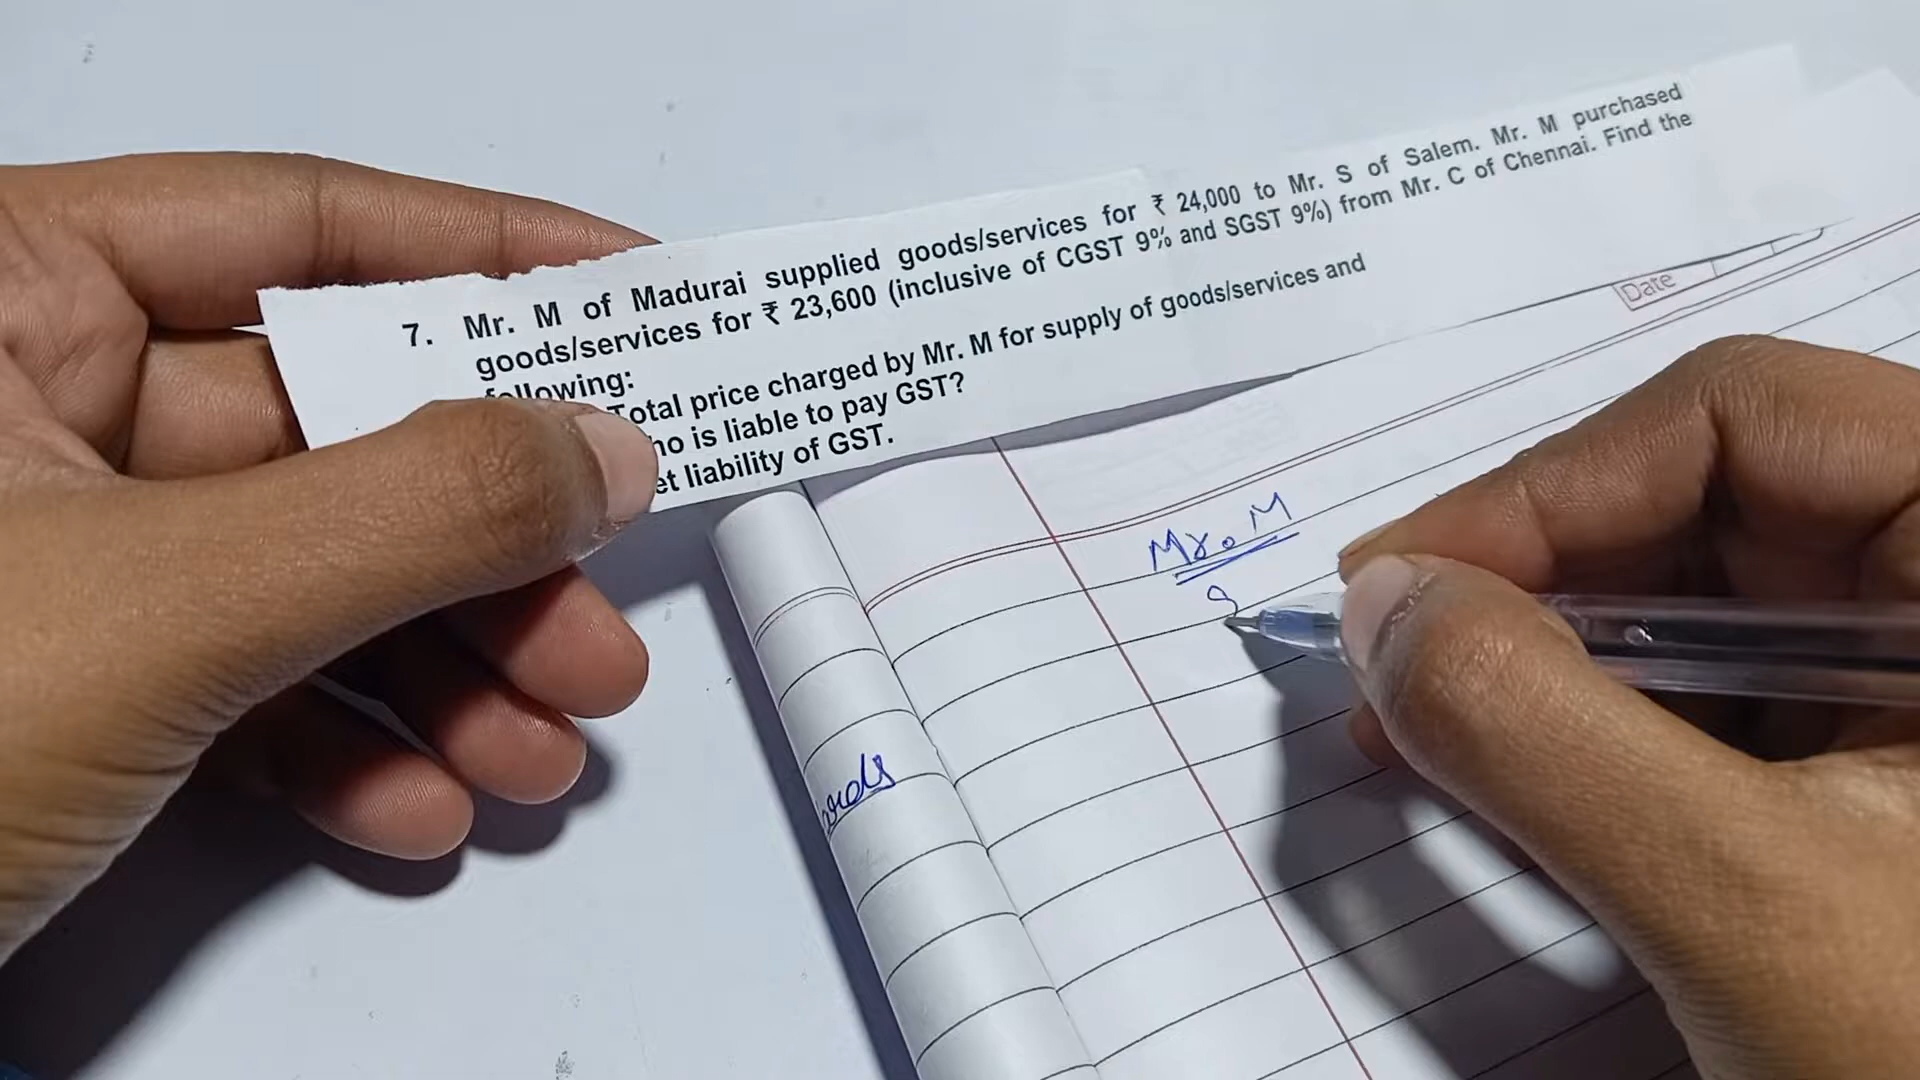 7. Mr. M of Madurai supplied goods/services for ₹ 24,000 to Mr. S of Salem. Mr. M purchased
goods/services for ₹ 23,600 (inclusive of CGST 9% and SGST 9%) from Mr. C of Chennai. Find the
following:
Total price charged by Mr. M for supply of goods/services and
ho is liable to pay GST?
et liability of GST.
Date
Mr. M
ards